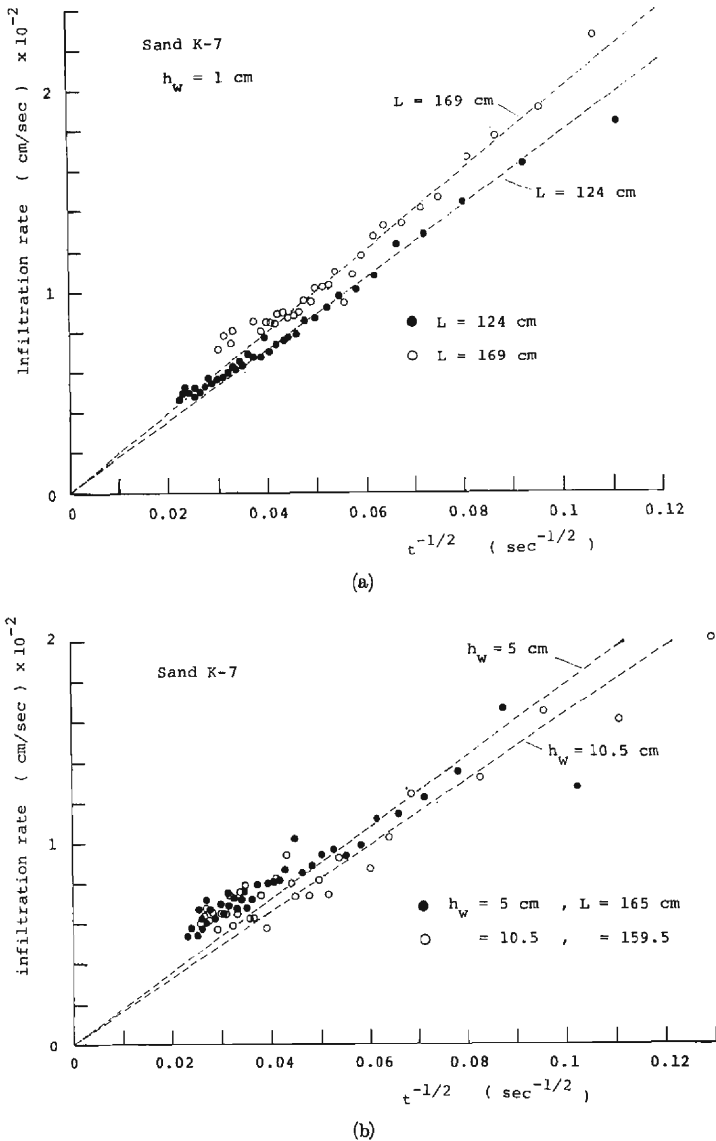 Sand K-7
h_w = 1 cm
Infiltration rate ( cm/sec ) x 10^-2
2
1
0
L = 169 cm
L = 124 cm
● L = 124 cm
○ L = 169 cm
0 0.02 0.04 0.06 0.08 0.1 0.12
t^-1/2 ( sec^-1/2 )
(a)
Sand K-7
infiltration rate ( cm/sec ) x 10^-2
2
1
0
h_w = 5 cm
h_w = 10.5 cm
● h_w = 5 cm , L = 165 cm
○ = 10.5 , = 159.5
0 0.02 0.04 0.06 0.08 0.1 0.12
t^-1/2 ( sec^-1/2 )
(b)